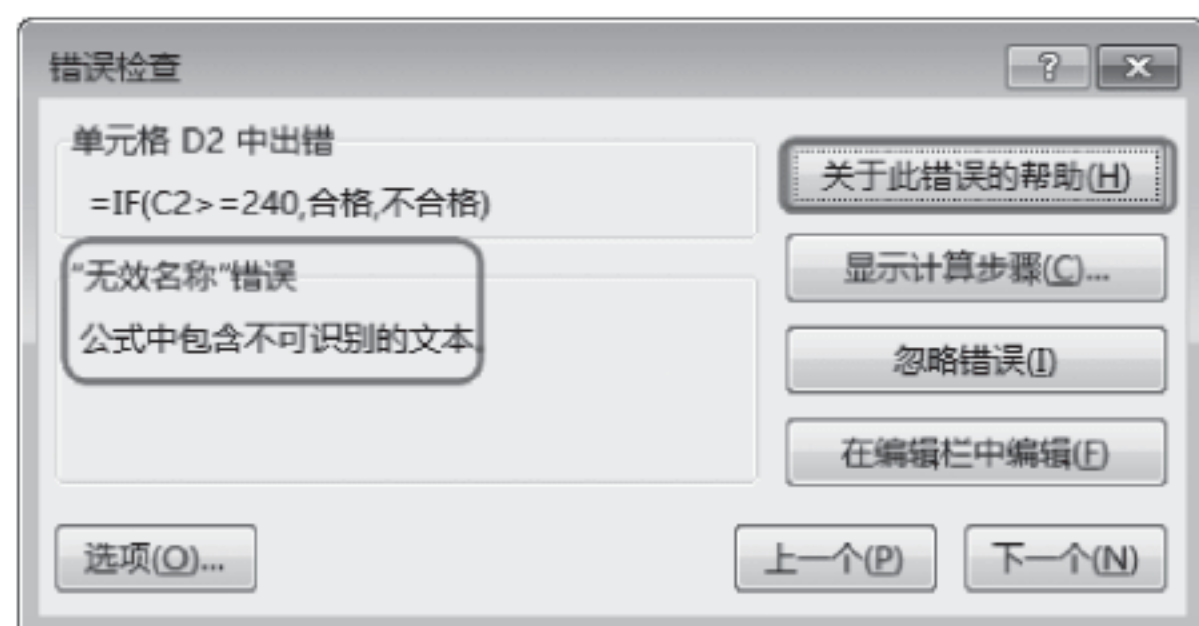 错误检查
单元格 D2 中出错
=IF(C2>=240,合格,不合格)
"无效名称"错误
公式中包含不可识别的文本。
关于此错误的帮助(H)
显示计算步骤(C)...
忽略错误(I)
在编辑栏中编辑(F)
选项(O)...
上一个(P)
下一个(N)